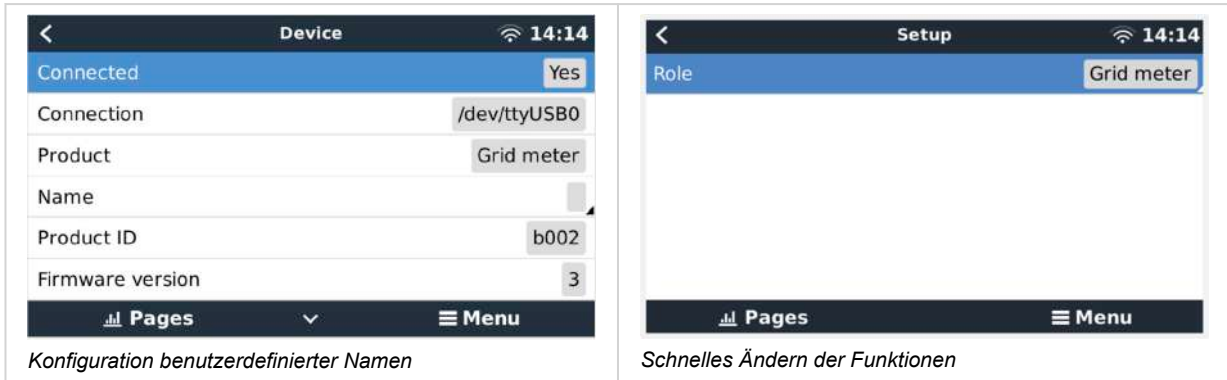 Device 14:14
Connected Yes
Connection /dev/ttyUSB0
Product Grid meter
Name
Product ID b002
Firmware version 3
Pages Menu
Konfiguration benutzerdefinierter Namen
Setup 14:14
Role Grid meter
Pages Menu
Schnelles Ändern der Funktionen